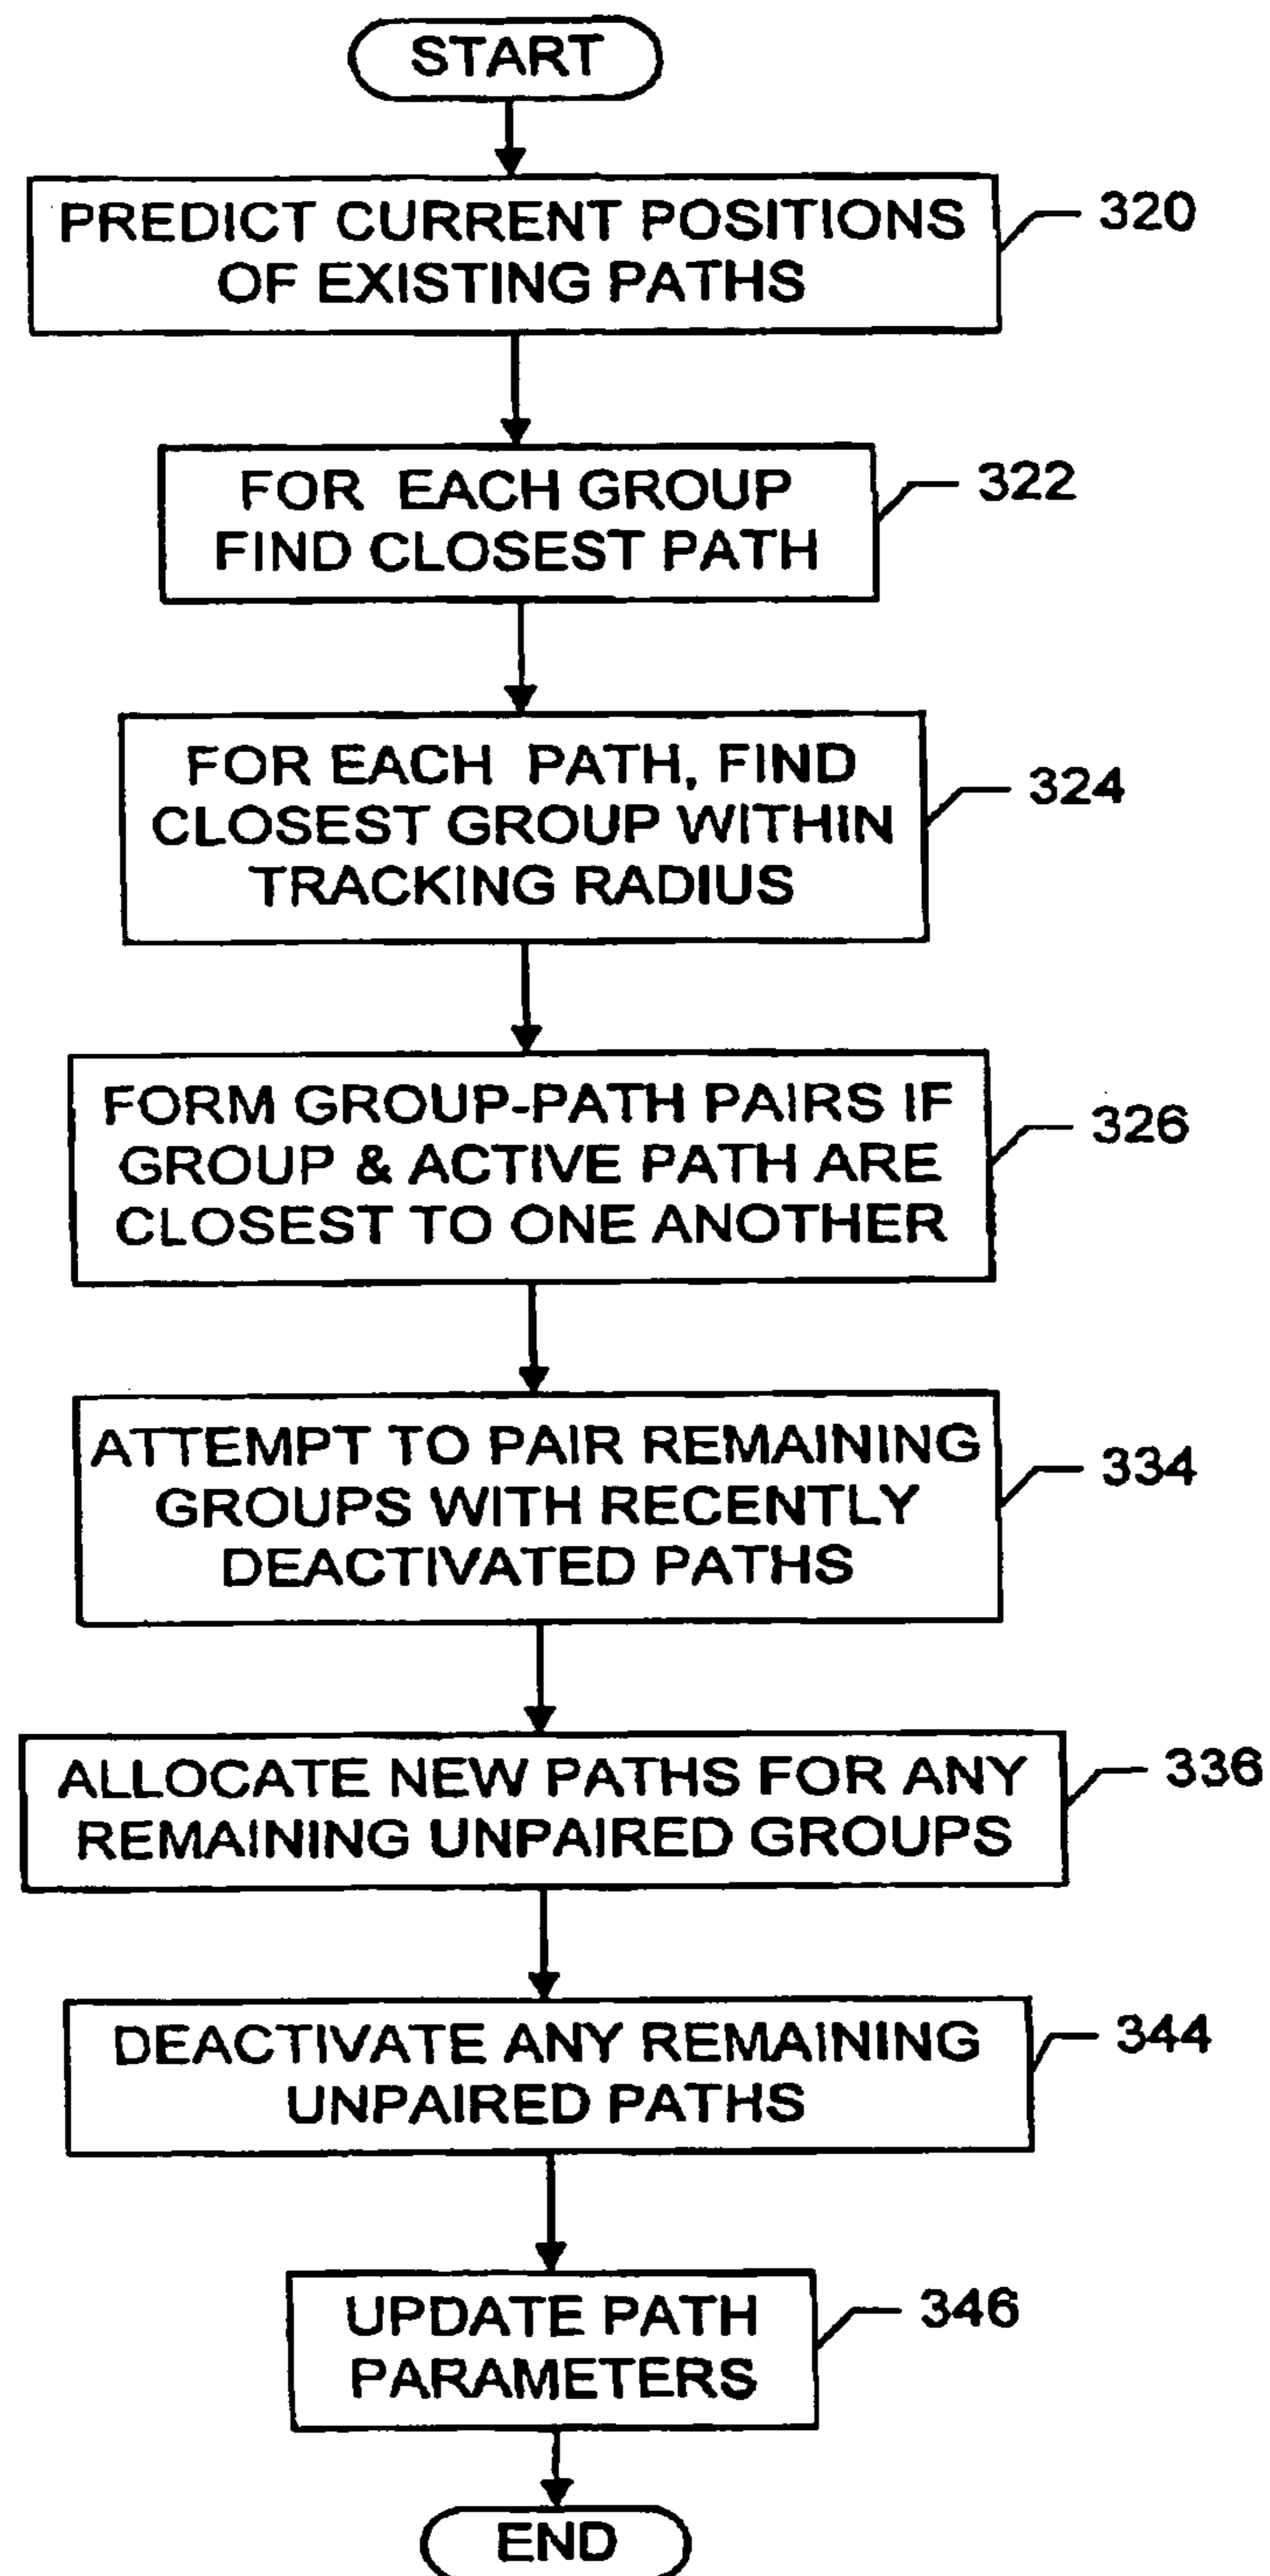 START
PREDICT CURRENT POSITIONS
OF EXISTING PATHS
320
FOR EACH GROUP
FIND CLOSEST PATH
322
FOR EACH PATH, FIND
CLOSEST GROUP WITHIN
TRACKING RADIUS
324
FORM GROUP-PATH PAIRS IF
GROUP & ACTIVE PATH ARE
CLOSEST TO ONE ANOTHER
326
ATTEMPT TO PAIR REMAINING
GROUPS WITH RECENTLY
DEACTIVATED PATHS
334
ALLOCATE NEW PATHS FOR ANY
REMAINING UNPAIRED GROUPS
336
DEACTIVATE ANY REMAINING
UNPAIRED PATHS
344
UPDATE PATH
PARAMETERS
346
END